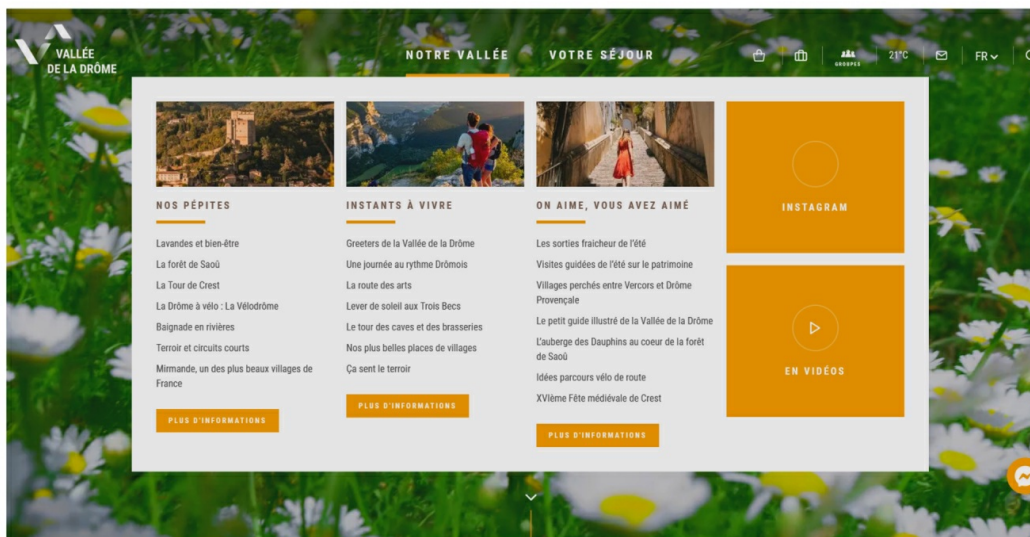 VALLÉE
DE LA DRÔME
NOTRE VALLÉE
VOTRE SÉJOUR
GROUPES
21°C
FR
NOS PÉPITES
Lavandes et bien-être
La forêt de Saoû
La Tour de Crest
La Drôme à vélo : La Vélodrôme
Baignade en rivières
Terroir et circuits courts
Mirmande, un des plus beaux villages de
France
PLUS D'INFORMATIONS
INSTANTS À VIVRE
Greeters de la Vallée de la Drôme
Une journée au rythme Drômois
La route des arts
Lever de soleil aux Trois Becs
Le tour des caves et des brasseries
Nos plus belles places de villages
Ça sent le terroir
PLUS D'INFORMATIONS
ON AIME, VOUS AVEZ AIMÉ
Les sorties fraicheur de l'été
Visites guidées de l'été sur le patrimoine
Villages perchés entre Vercors et Drôme
Provençale
Le petit guide illustré de la Vallée de la Drôme
L'auberge des Dauphins au coeur de la forêt
de Saoû
Idées parcours vélo de route
XVIème Fête médiévale de Crest
PLUS D'INFORMATIONS
INSTAGRAM
EN VIDÉOS